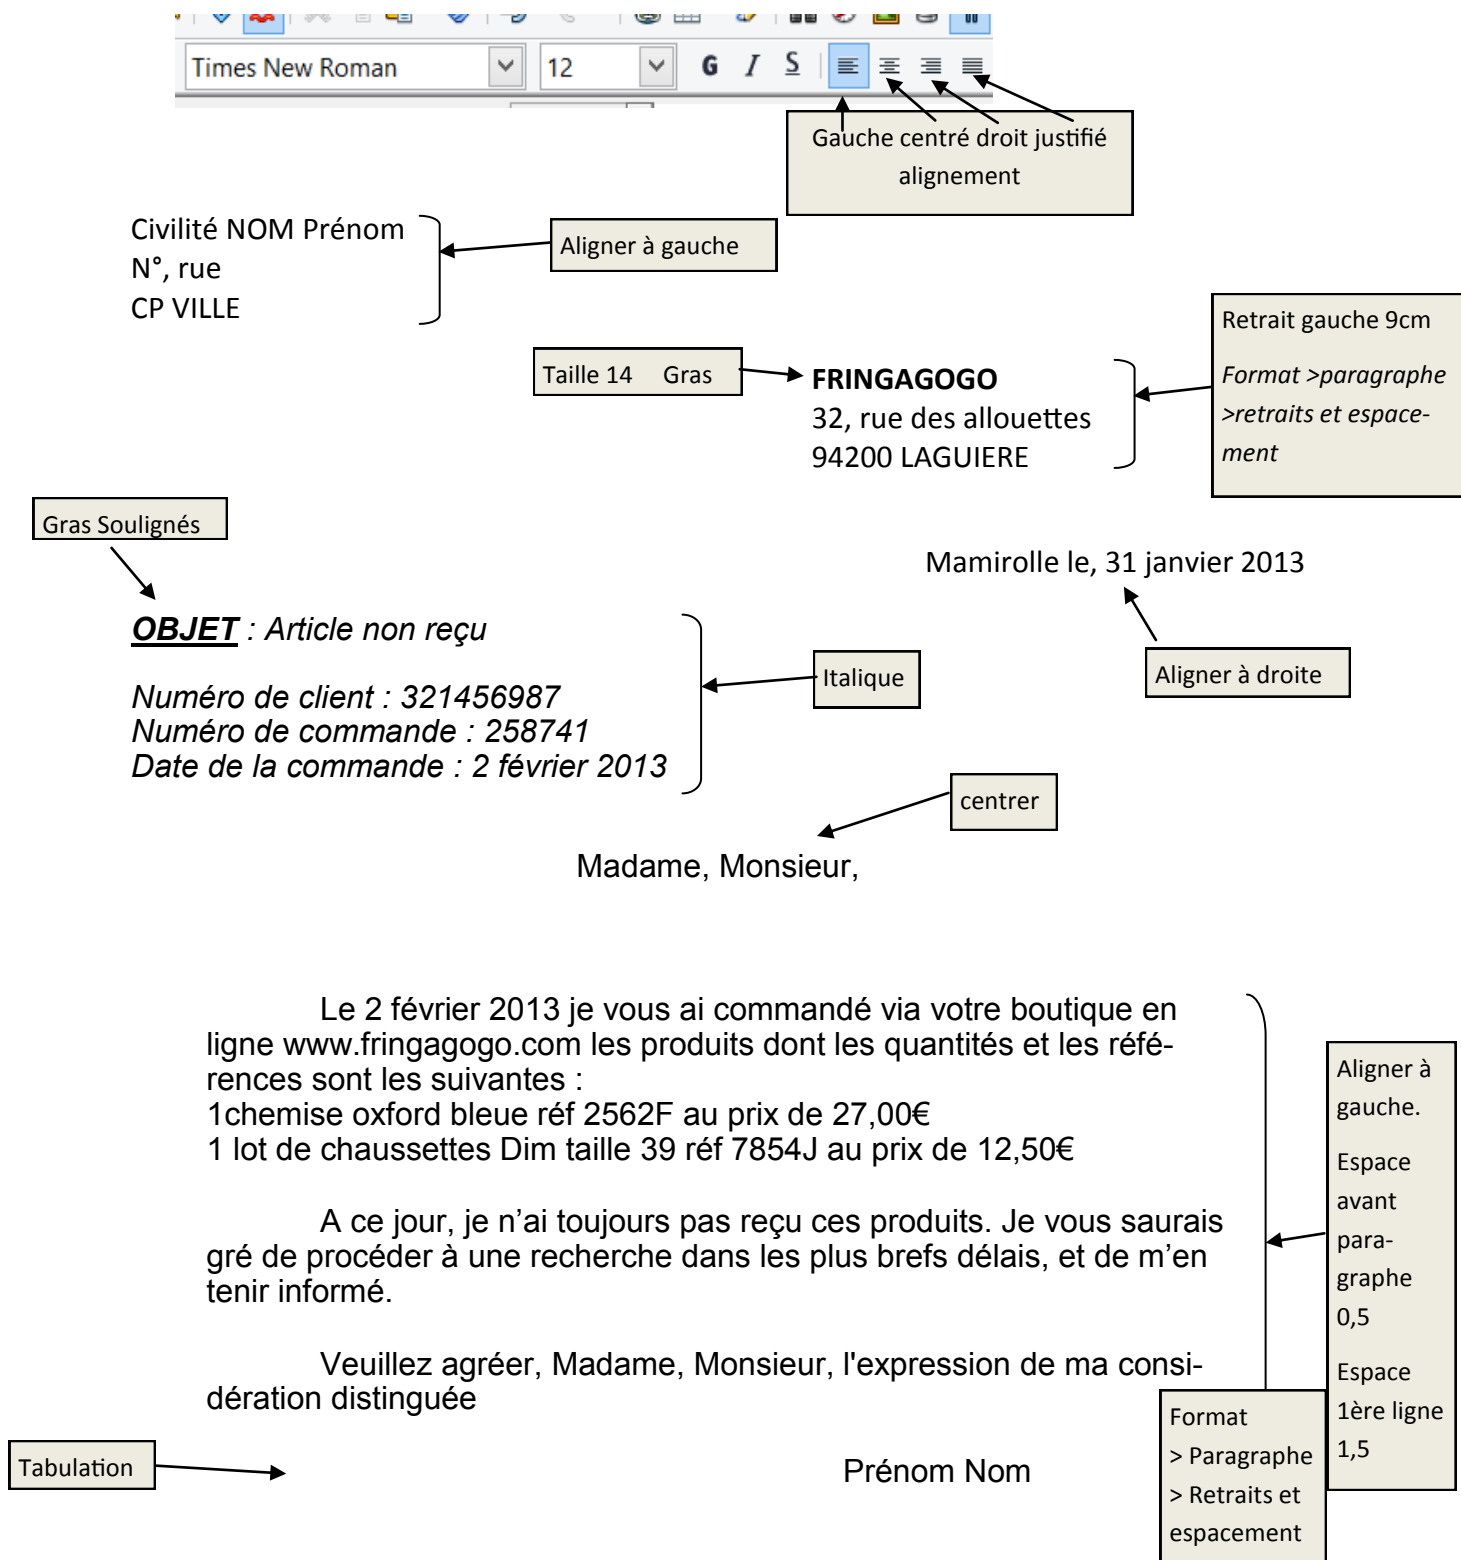 Times New Roman
12
G I S
Gauche centré droit justifié
alignement
Civilité NOM Prénom
N°, rue
CP VILLE
Aligner à gauche
Retrait gauche 9cm
Format >paragraphe
>retraits et espace-
ment
Taille 14 Gras
FRINGAGOGO
32, rue des allouettes
94200 LAGUIERE
Gras Soulignés
Mamirolle le, 31 janvier 2013
Aligner à droite
OBJET : Article non reçu
Numéro de client : 321456987
Numéro de commande : 258741
Date de la commande : 2 février 2013
Italique
centrer
Madame, Monsieur,
Le 2 février 2013 je vous ai commandé via votre boutique en
ligne www.fringagogo.com les produits dont les quantités et les réfé-
rences sont les suivantes :
1chemise oxford bleue réf 2562F au prix de 27,00€
1 lot de chaussettes Dim taille 39 réf 7854J au prix de 12,50€
A ce jour, je n’ai toujours pas reçu ces produits. Je vous saurais
gré de procéder à une recherche dans les plus brefs délais, et de m’en
tenir informé.
Veuillez agréer, Madame, Monsieur, l'expression de ma consi-
dération distinguée
Aligner à
gauche.
Espace
avant
para-
graphe
0,5
Espace
1ère ligne
1,5
Format
> Paragraphe
> Retraits et
espacement
Tabulation
Prénom Nom